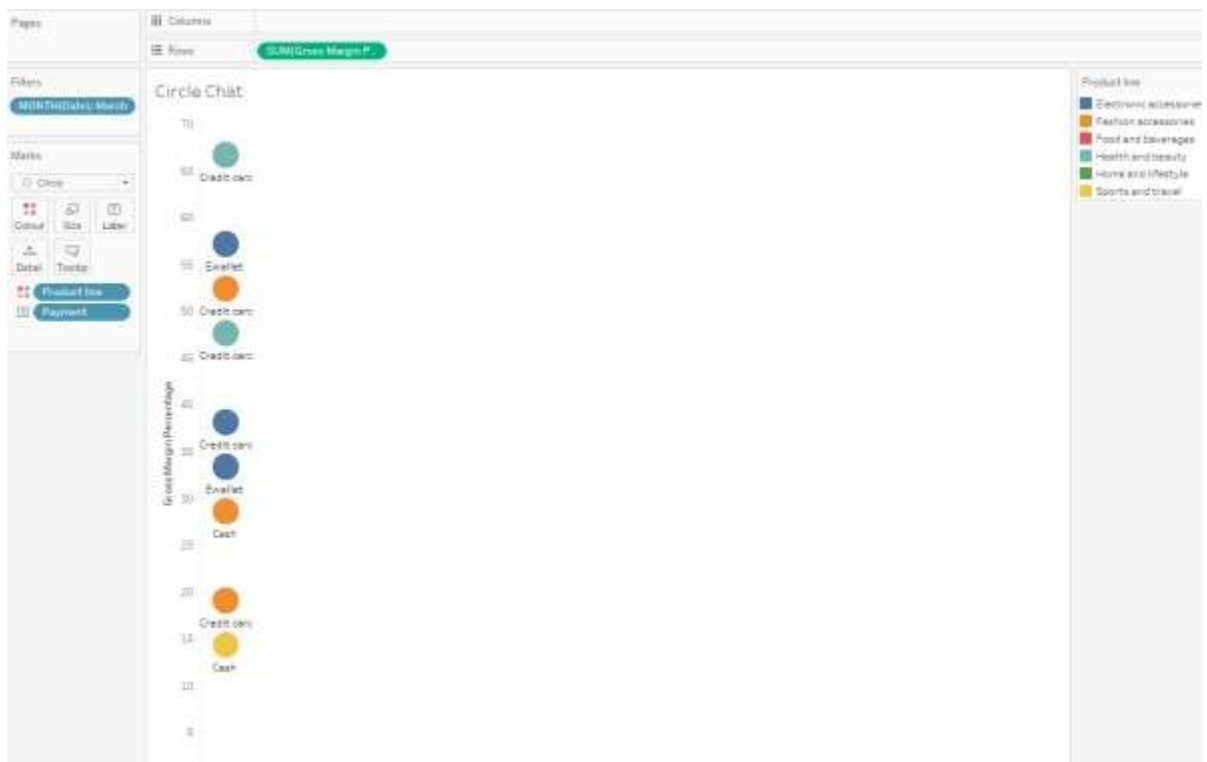 Pages
Columns
Rows
SUM(Gross Margin P..
Filters
MONTH(Date): March
Marks
Circle
Colour
Size
Label
Detail
Tooltip
Product line
Payment
Circle Chat
Gross Margin Percentage
70
65
Credit card
60
55
Ewallet
50
Credit card
45
Credit card
40
35
Credit card
30
Ewallet
Cash
25
20
Credit card
15
Cash
10
5
Product line
Electronic accessories
Fashion accessories
Food and beverages
Health and beauty
Home and lifestyle
Sports and travel